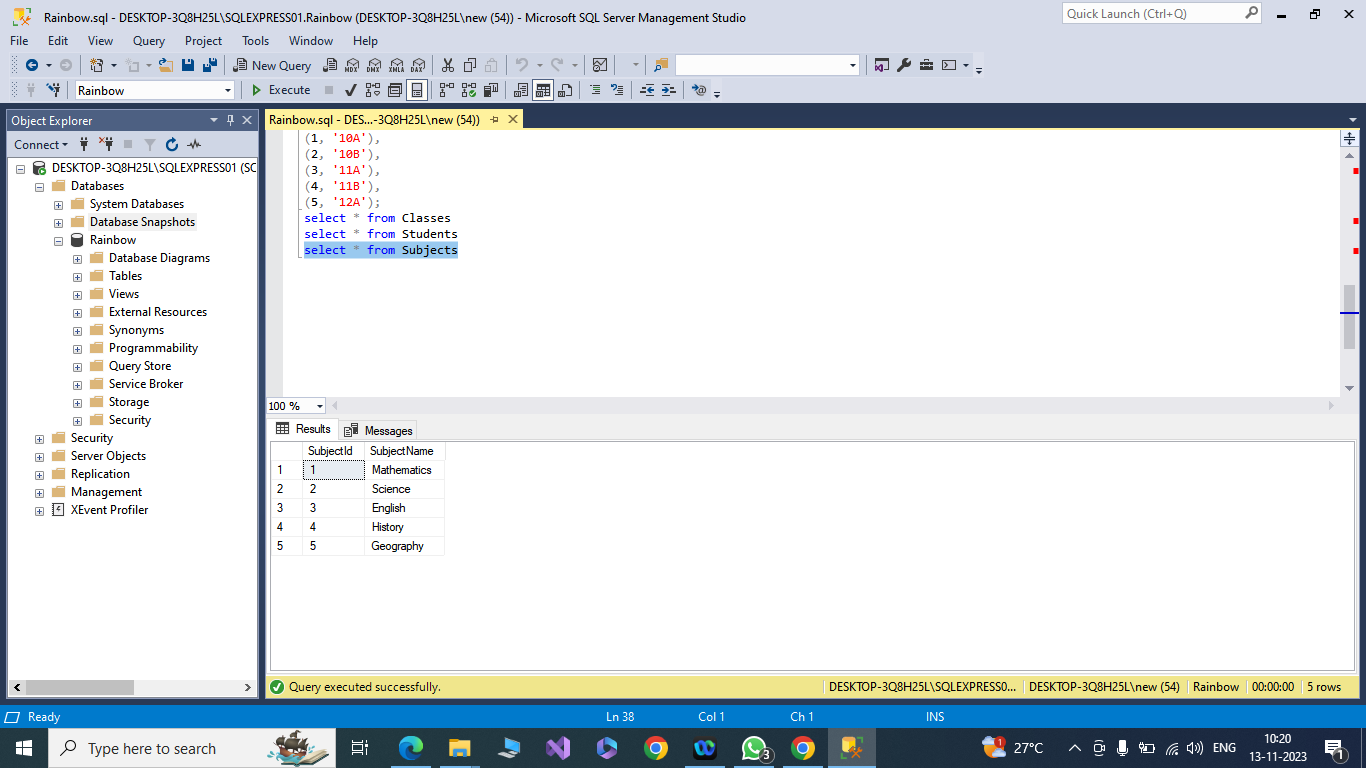 Rainbow.sql - DESKTOP-3Q8H25L\SQLEXPRESS01.Rainbow (DESKTOP-3Q8H25L\new (54)) - Microsoft SQL Server Management Studio
Quick Launch (Ctrl+Q)
File Edit View Query Project Tools Window Help
New Query MDX DMX XMLA DAX
Rainbow Execute
Object Explorer
Connect
DESKTOP-3Q8H25L\SQLEXPRESS01 (SC
Databases
System Databases
Database Snapshots
Rainbow
Database Diagrams
Tables
Views
External Resources
Synonyms
Programmability
Query Store
Service Broker
Storage
Security
Security
Server Objects
Replication
Management
XEvent Profiler
Rainbow.sql - DES...-3Q8H25L\new (54))
(1, '10A'),
(2, '10B'),
(3, '11A'),
(4, '11B'),
(5, '12A');
select * from Classes
select * from Students
select * from Subjects
100 %
Results Messages
SubjectId SubjectName
1 1 Mathematics
2 2 Science
3 3 English
4 4 History
5 5 Geography
Query executed successfully. DESKTOP-3Q8H25L\SQLEXPRESS0... DESKTOP-3Q8H25L\new (54) Rainbow 00:00:00 5 rows
Ready Ln 38 Col 1 Ch 1 INS
Type here to search
3
1
27°C
ENG
10:20
13-11-2023
1